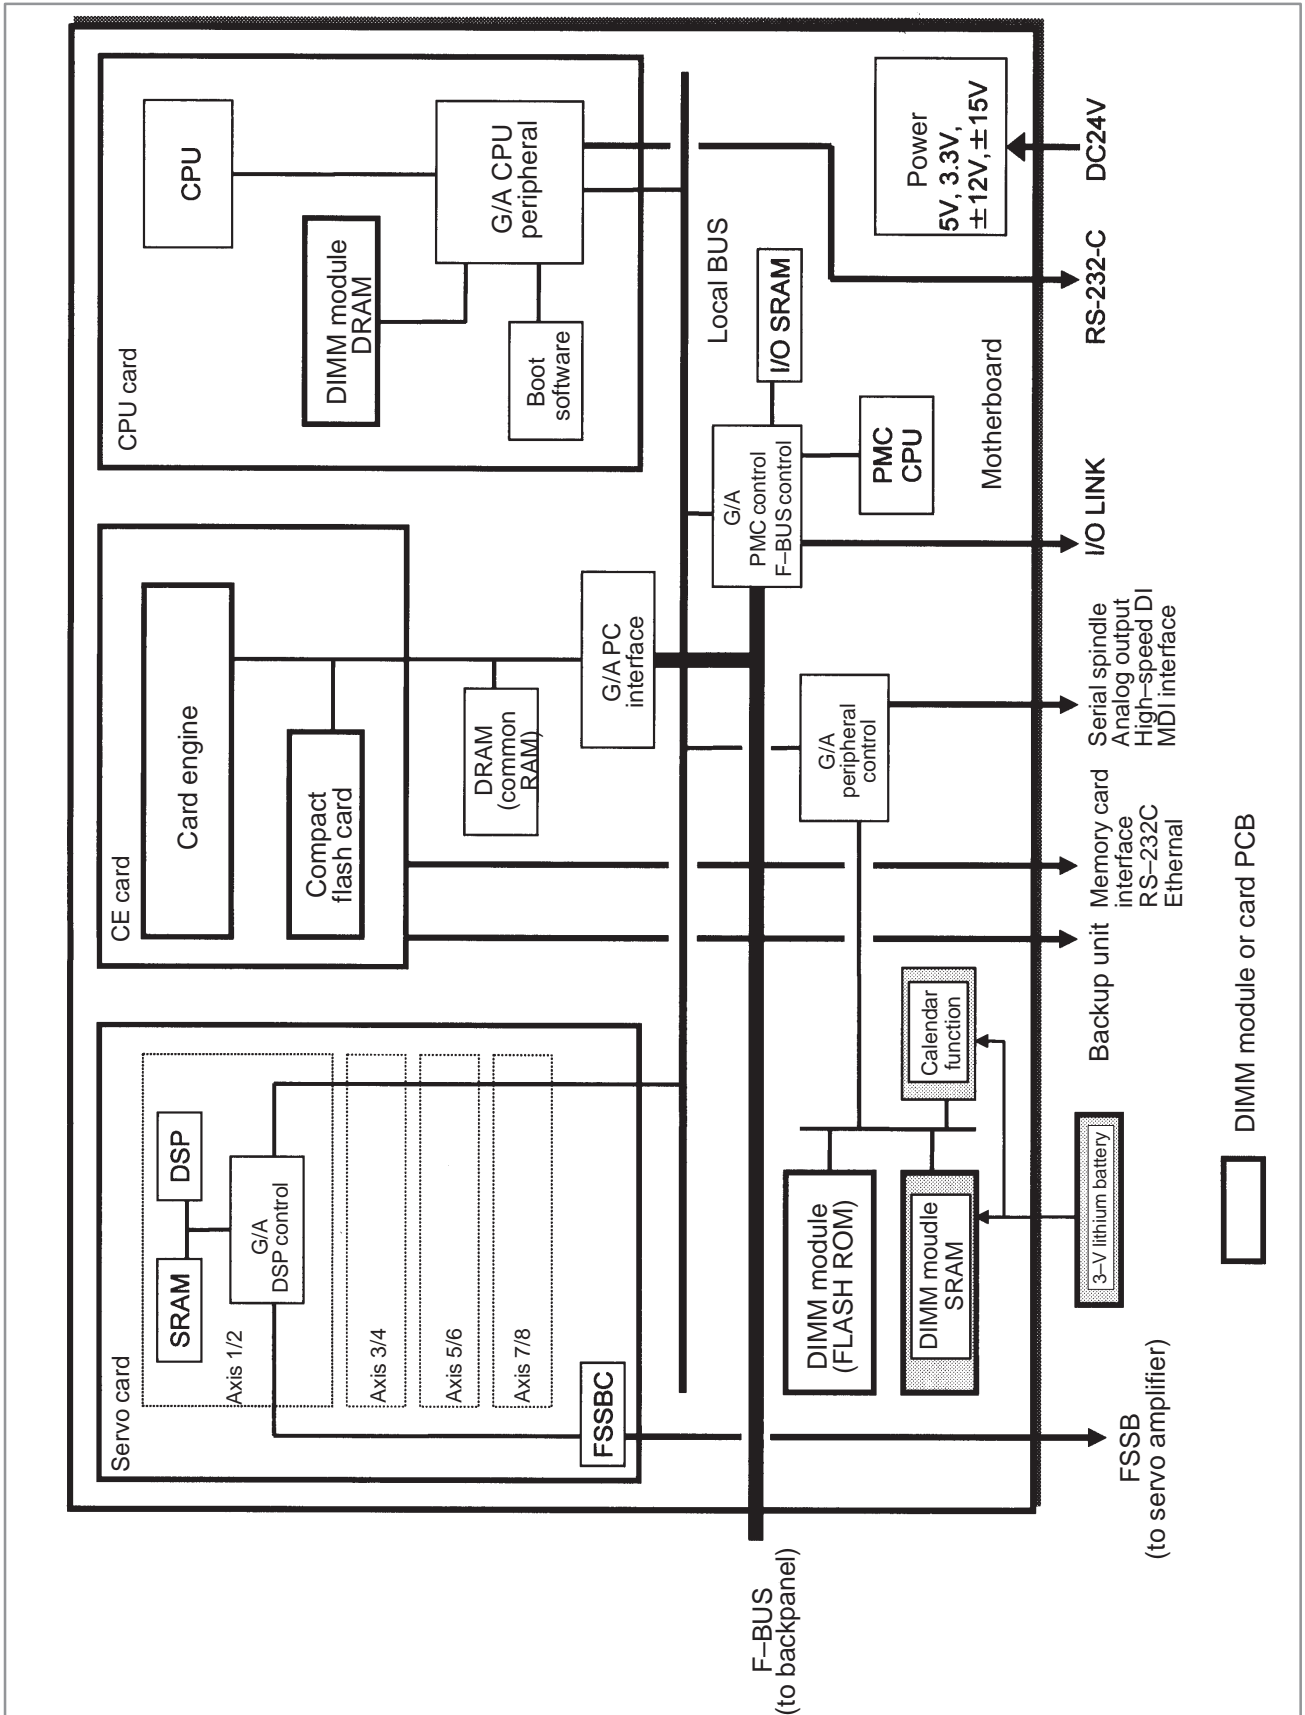 Servo card
SRAM
DSP
G/A
DSP control
Axis 1/2
Axis 3/4
Axis 5/6
Axis 7/8
FSSBC
CE card
Card engine
Compact
flash card
DRAM
(common
RAM)
G/A PC
interface
CPU card
CPU
DIMM module
DRAM
G/A CPU
peripheral
Boot
software
Local BUS
F–BUS
(to backpanel)
G/A
PMC control
F–BUS control
I/O SRAM
PMC
CPU
Power
5V, 3.3V,
±12V, ±15V
DIMM module
(FLASH ROM)
DIMM moudle
SRAM
Calendar
function
G/A
peripheral
control
Motherboard
3–V lithium battery
FSSB
(to servo amplifier)
Backup unit
Memory card
interface
RS–232C
Ethernal
Serial spindle
Analog output
High–speed DI
MDI interface
I/O LINK
RS-232-C
DC24V
DIMM module or card PCB